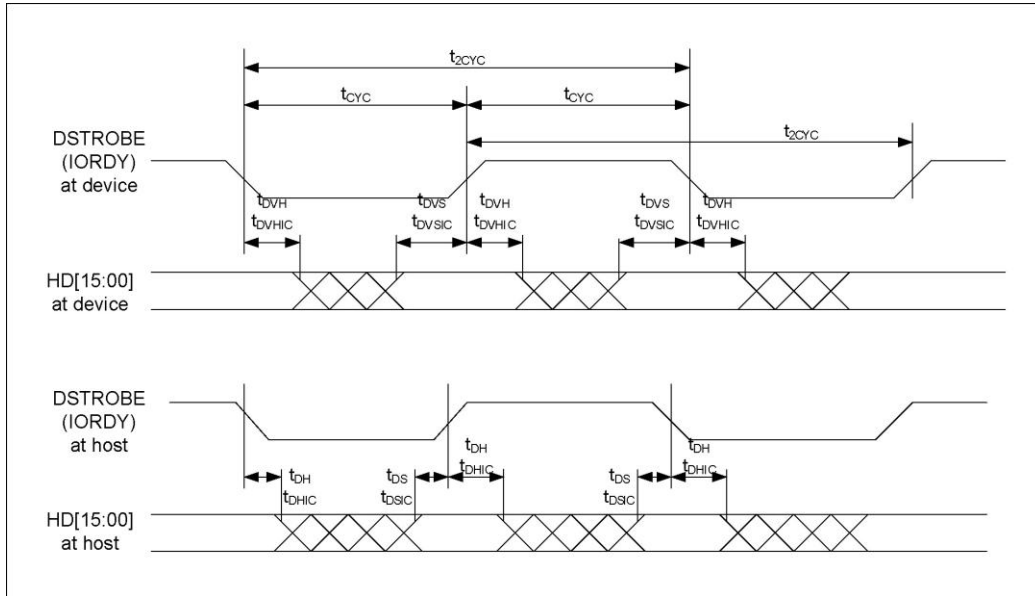 t2CYC
tCYC
tCYC
t2CYC
DSTROBE
(IORDY)
at device
tDVH
tDVHIC
tDVS
tDVSIC
tDVH
tDVHIC
tDVS
tDVSIC
tDVH
tDVHIC
HD[15:00]
at device
DSTROBE
(IORDY)
at host
tDH
tDHIC
tDS
tDSIC
tDH
tDHIC
tDS
tDSIC
tDH
tDHIC
HD[15:00]
at host